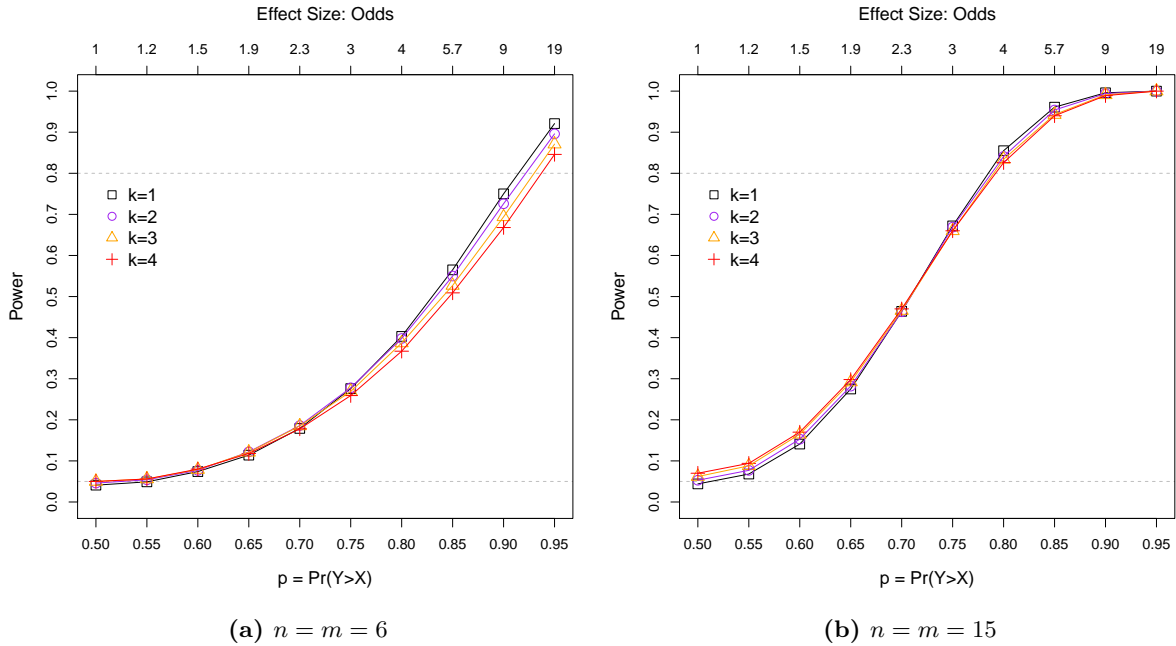 Effect Size: Odds
1 1.2 1.5 1.9 2.3 3 4 5.7 9 19
1.0
0.9
0.8
0.7
0.6
0.5
0.4
0.3
0.2
0.1
0.0
Power
k=1
k=2
k=3
k=4
0.50 0.55 0.60 0.65 0.70 0.75 0.80 0.85 0.90 0.95
p = Pr(Y>X)
(a) n = m = 6
Effect Size: Odds
1 1.2 1.5 1.9 2.3 3 4 5.7 9 19
1.0
0.9
0.8
0.7
0.6
0.5
0.4
0.3
0.2
0.1
0.0
Power
k=1
k=2
k=3
k=4
0.50 0.55 0.60 0.65 0.70 0.75 0.80 0.85 0.90 0.95
p = Pr(Y>X)
(b) n = m = 15